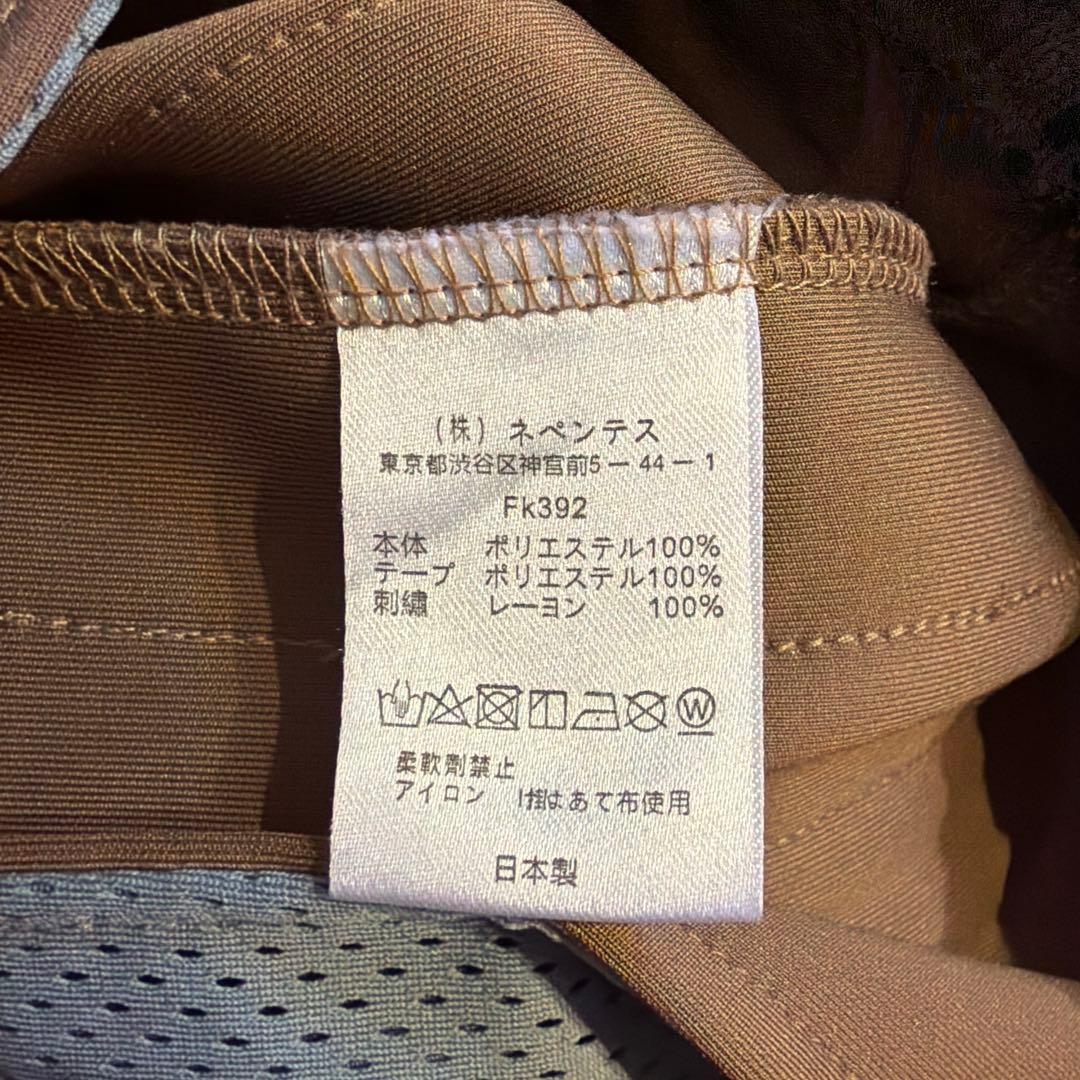 (株) ネペンテス
東京都渋谷区神宮前5ー44ー1
Fk392
本体 ポリエステル100%
テープ ポリエステル100%
刺繍 レーヨン 100%
W
柔軟剤禁止
アイロン掛はあて布使用
日本製